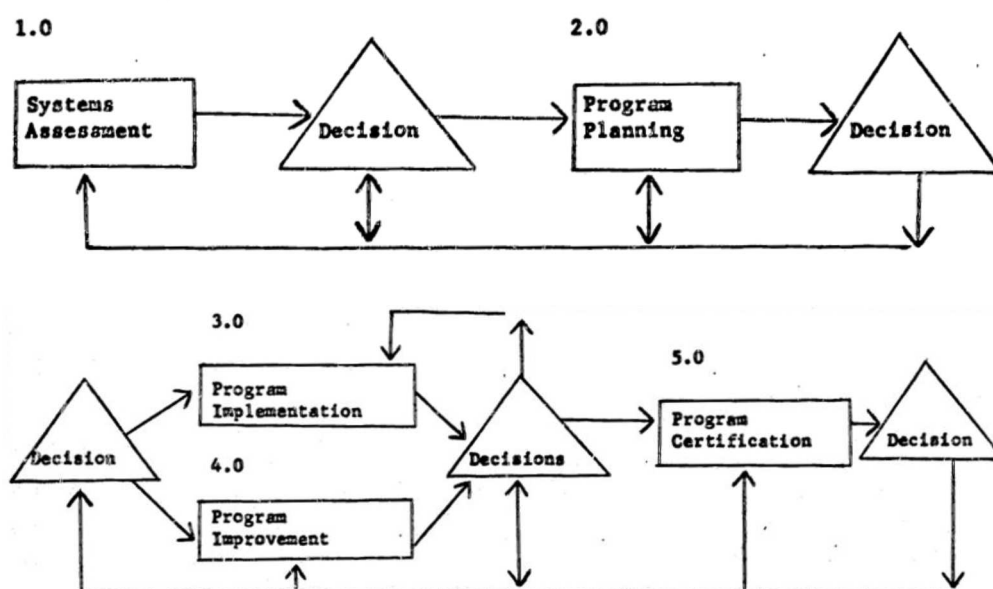 1.0
2.0
Systems
Assessment
Decision
Program
Planning
Decision
3.0
5.0
Program
Implementation
Program
Certification
Decision
Decisions
Decision
4.0
Program
Improvement